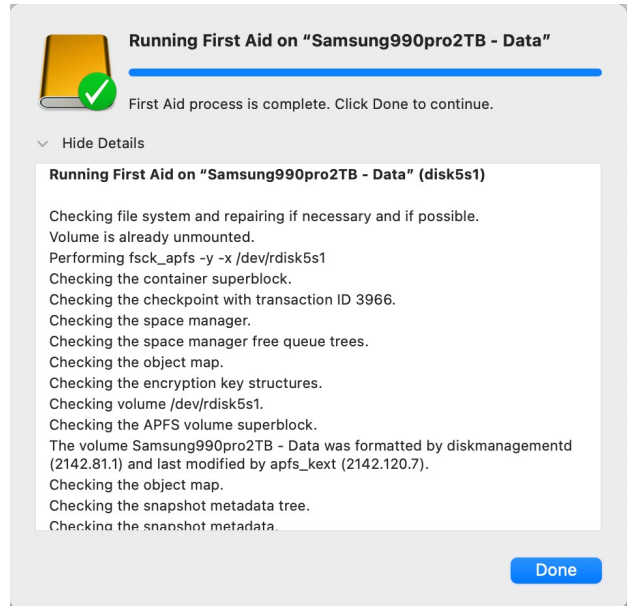 Running First Aid on “Samsung990pro2TB - Data”
First Aid process is complete. Click Done to continue.
Hide Details
Running First Aid on “Samsung990pro2TB - Data” (disk5s1)
Checking file system and repairing if necessary and if possible.
Volume is already unmounted.
Performing fsck_apfs -y -x /dev/rdisk5s1
Checking the container superblock.
Checking the checkpoint with transaction ID 3966.
Checking the space manager.
Checking the space manager free queue trees.
Checking the object map.
Checking the encryption key structures.
Checking volume /dev/rdisk5s1.
Checking the APFS volume superblock.
The volume Samsung990pro2TB - Data was formatted by diskmanagementd
(2142.81.1) and last modified by apfs_kext (2142.120.7).
Checking the object map.
Checking the snapshot metadata tree.
Checking the snapshot metadata.
Done